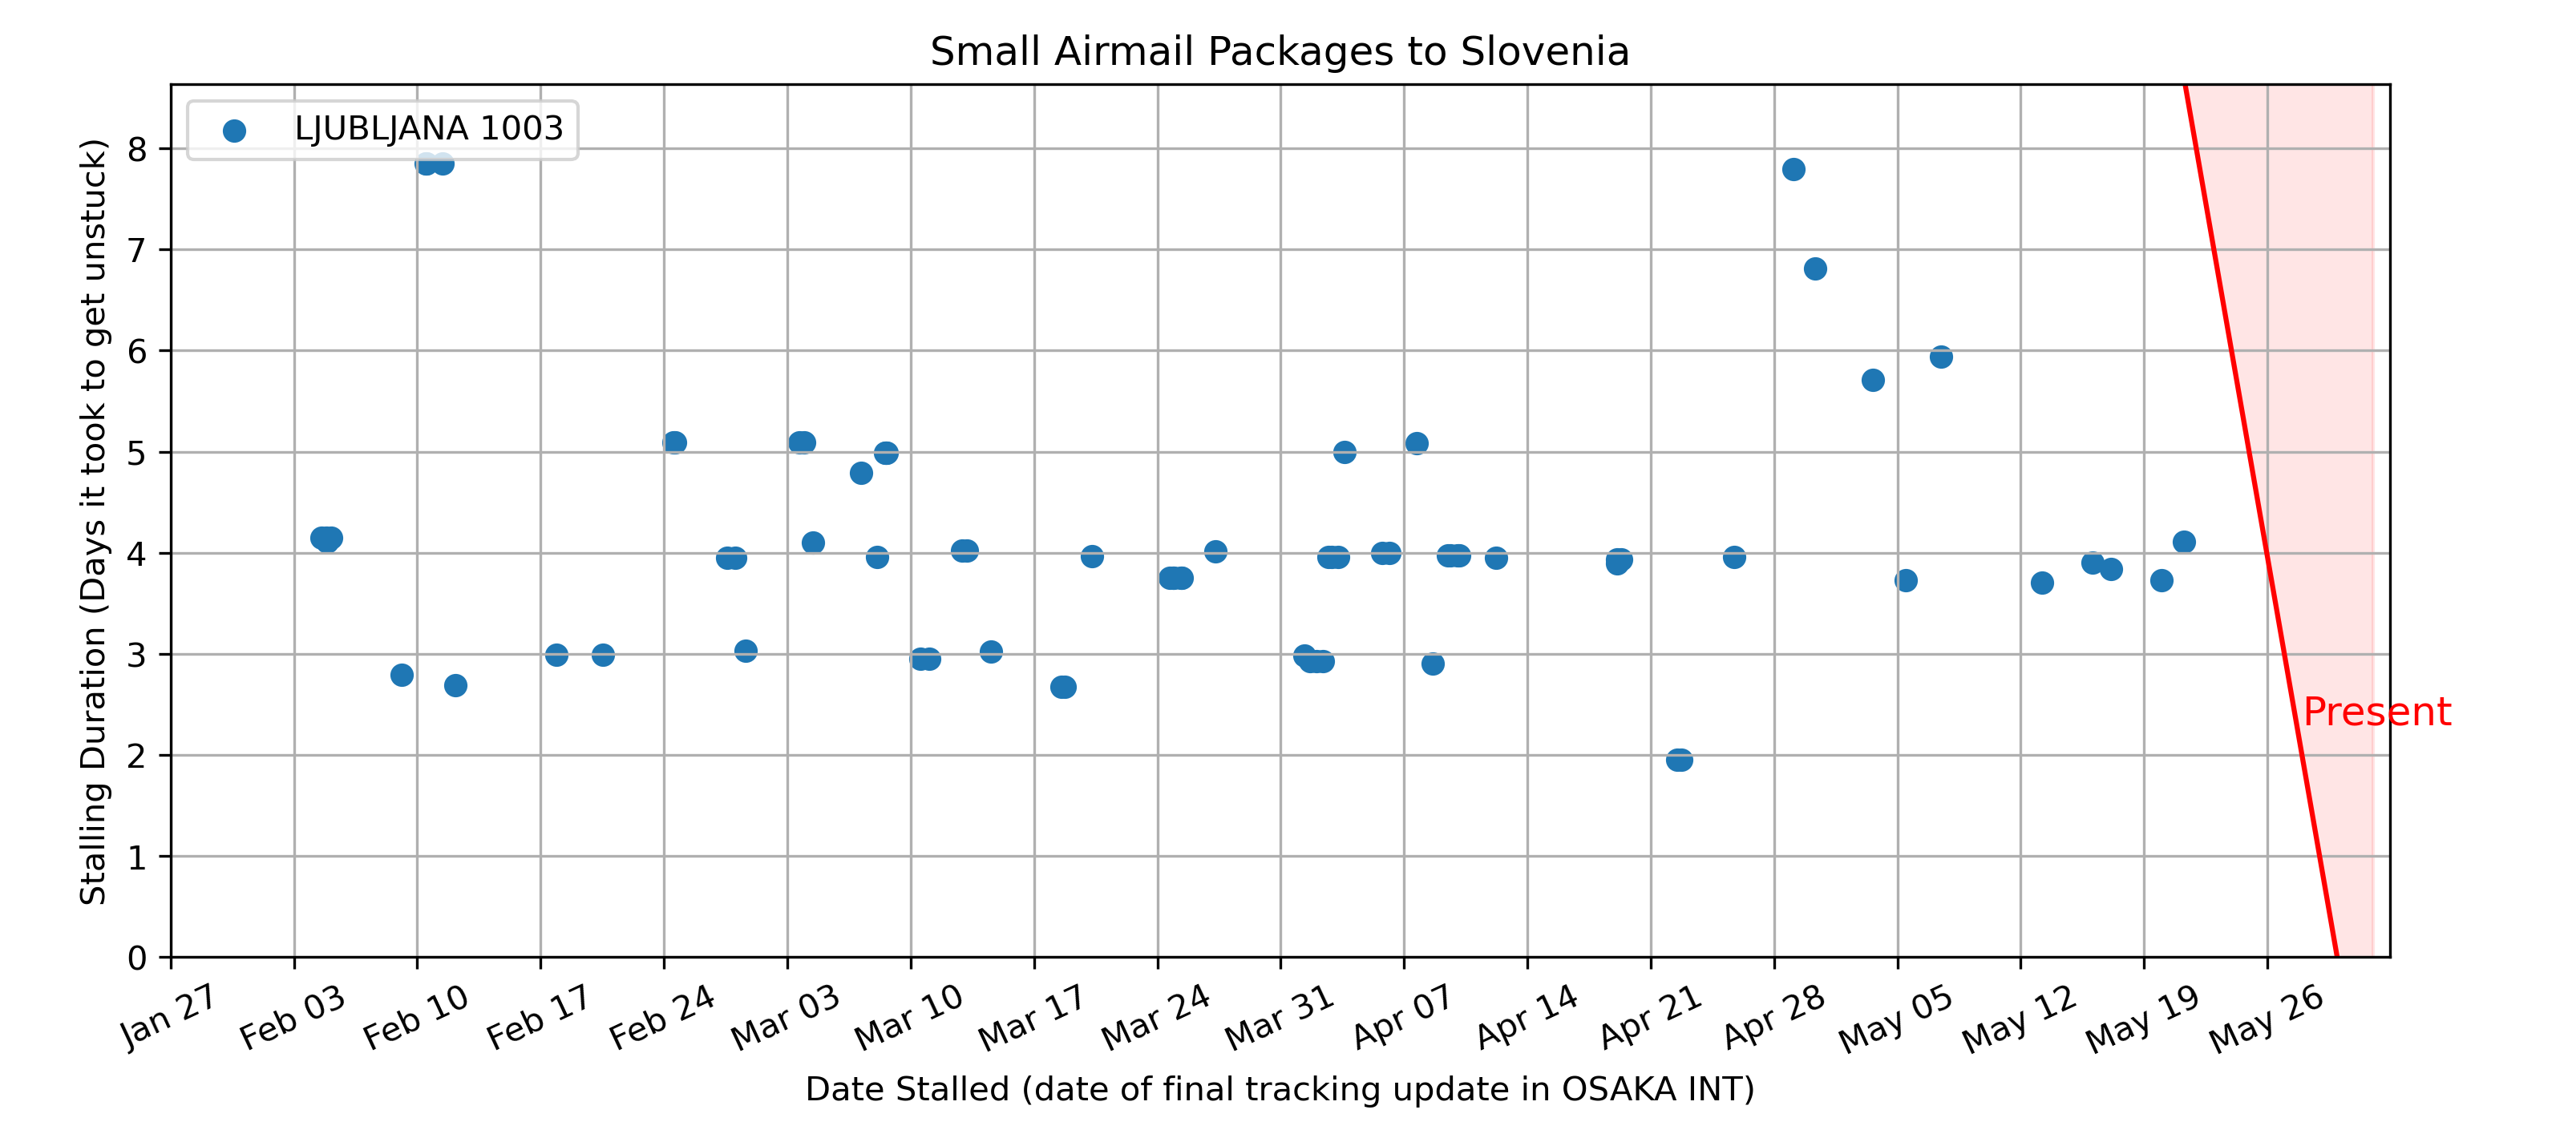 Small Airmail Packages to Slovenia
LJUBLJANA 1003
Stalling Duration (Days it took to get unstuck)
8
7
6
5
4
3
2
1
0
Present
Jan 27
Feb 03
Feb 10
Feb 17
Feb 24
Mar 03
Mar 10
Mar 17
Mar 24
Mar 31
Apr 07
Apr 14
Apr 21
Apr 28
May 05
May 12
May 19
May 26
Date Stalled (date of final tracking update in OSAKA INT)